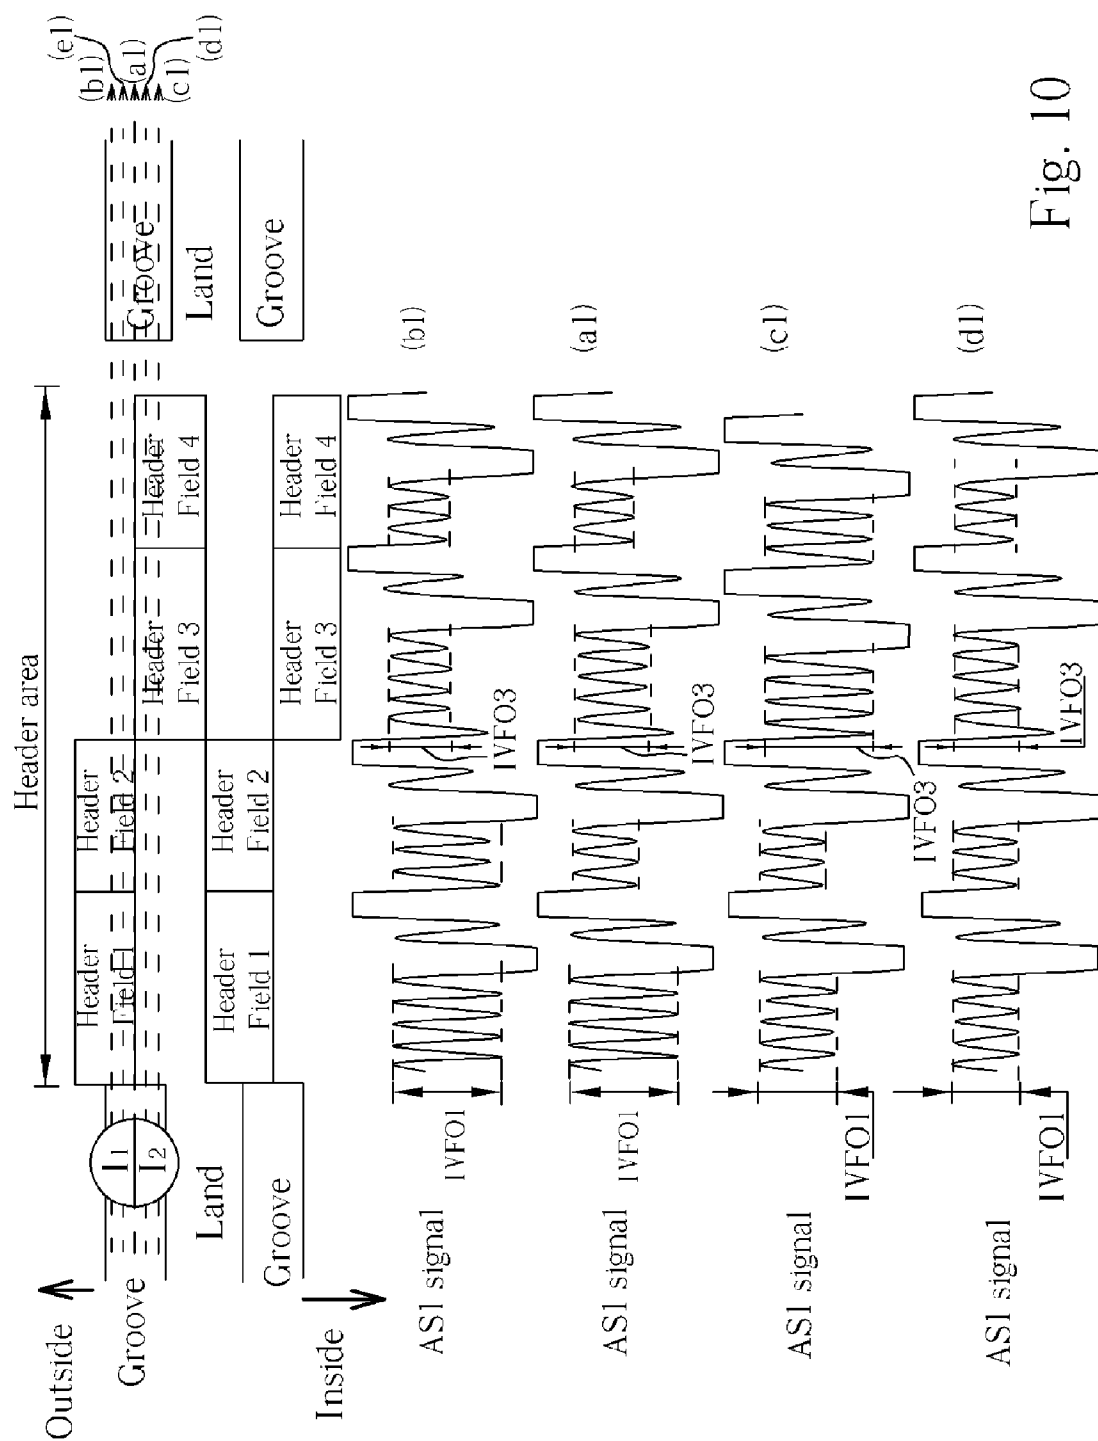 Header area
Outside
Header
Field 1
Header
Field 2
(e1)
(b1)
(a1)
(c1)
(d1)
Groove
I1
I2
Header
Field 3
Header
Field 4
Groove
Land
Header
Field 1
Header
Field 2
Land
Groove
Header
Field 3
Header
Field 4
Groove
Inside
AS1 signal
IVFO1
IVFO3
(b1)
AS1 signal
IVFO1
IVFO3
(a1)
AS1 signal
IVFO1
IVFO3
(c1)
AS1 signal
IVFO1
IVFO3
(d1)
Fig. 10